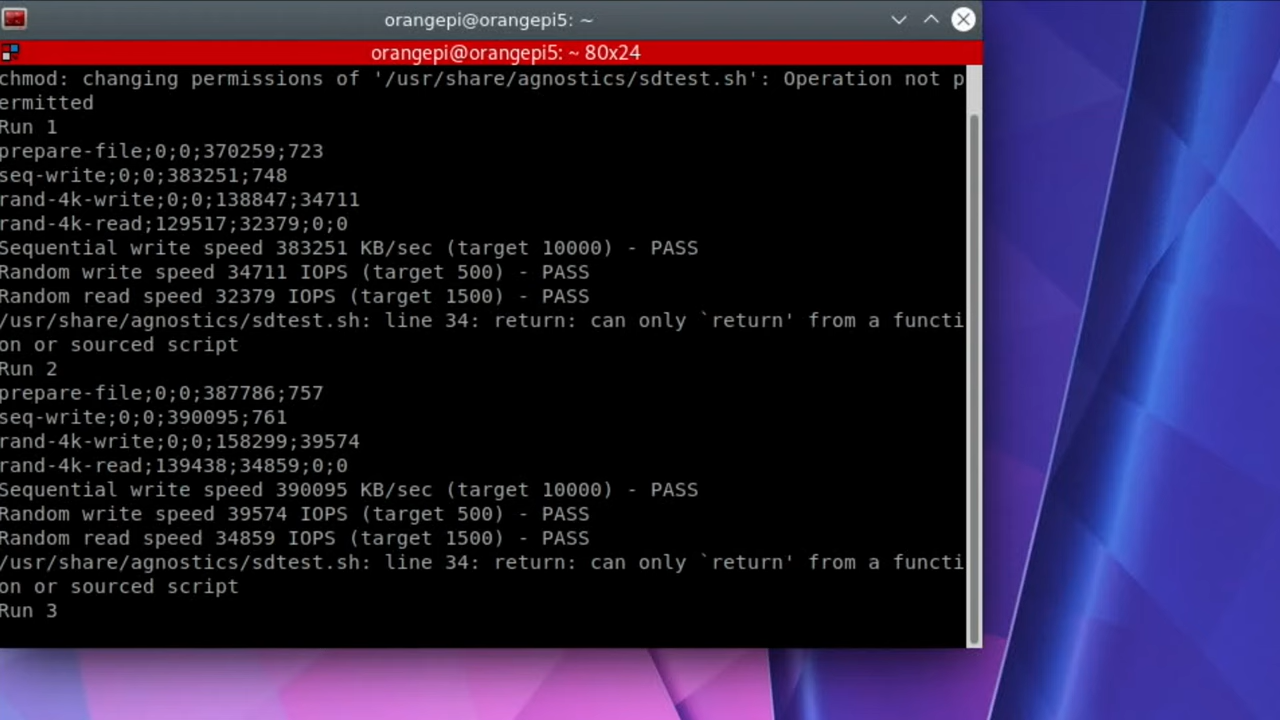 orangepi@orangepi5: ~
orangepi@orangepi5: ~ 80x24
chmod: changing permissions of '/usr/share/agnostics/sdtest.sh': Operation not p
ermitted
Run 1
prepare-file;0;0;370259;723
seq-write;0;0;383251;748
rand-4k-write;0;0;138847;34711
rand-4k-read;129517;32379;0;0
Sequential write speed 383251 KB/sec (target 10000) - PASS
Random write speed 34711 IOPS (target 500) - PASS
Random read speed 32379 IOPS (target 1500) - PASS
/usr/share/agnostics/sdtest.sh: line 34: return: can only `return' from a functi
on or sourced script
Run 2
prepare-file;0;0;387786;757
seq-write;0;0;390095;761
rand-4k-write;0;0;158299;39574
rand-4k-read;139438;34859;0;0
Sequential write speed 390095 KB/sec (target 10000) - PASS
Random write speed 39574 IOPS (target 500) - PASS
Random read speed 34859 IOPS (target 1500) - PASS
/usr/share/agnostics/sdtest.sh: line 34: return: can only `return' from a functi
on or sourced script
Run 3